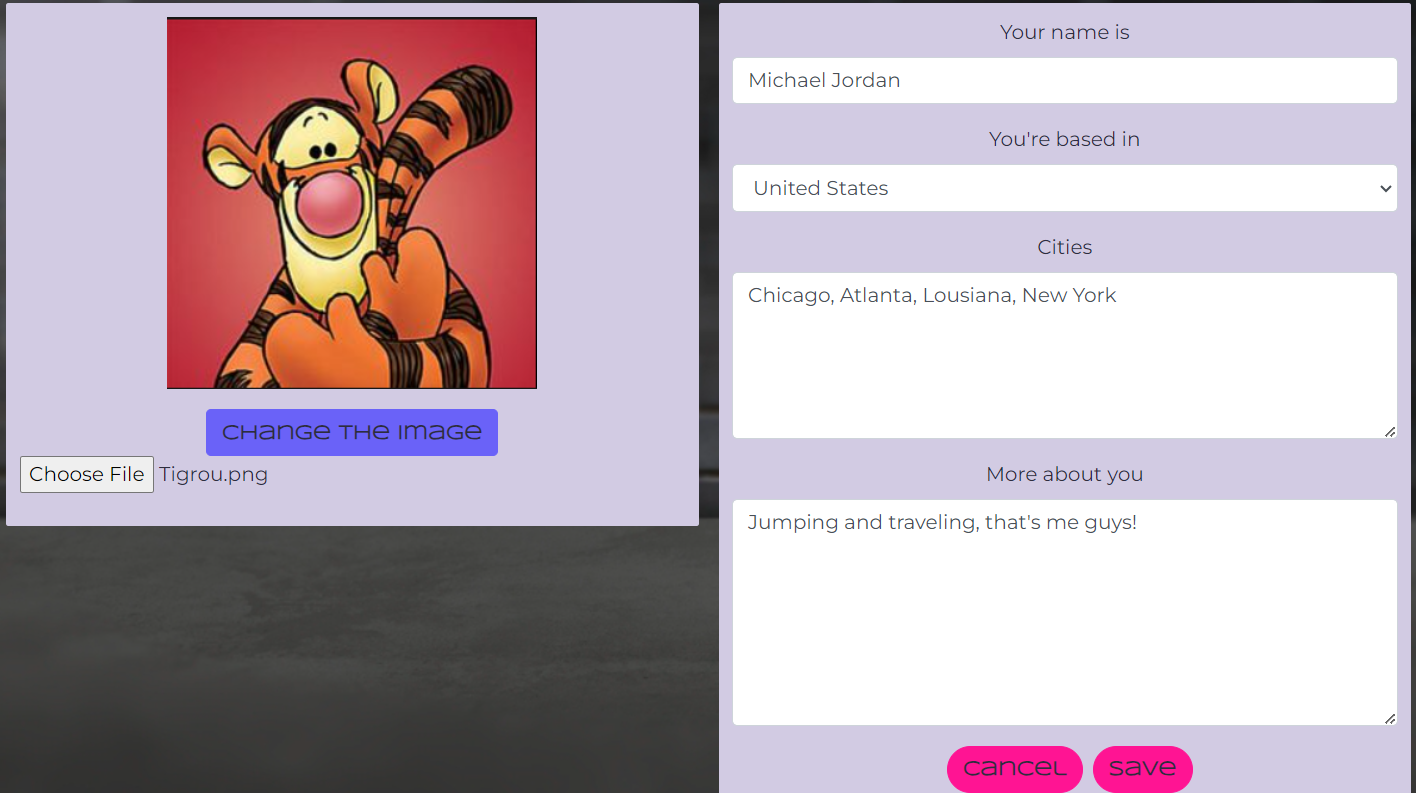 Change the image
Choose File Tigrou.png
Your name is
Michael Jordan
You're based in
United States
Cities
Chicago, Atlanta, Lousiana, New York
More about you
Jumping and traveling, that's me guys!
Cancel Save